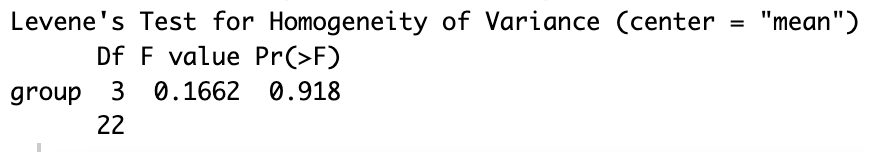 Levene's Test for Homogeneity of Variance (center = "mean")
Df F value Pr(>F)
group 3 0.1662 0.918
22